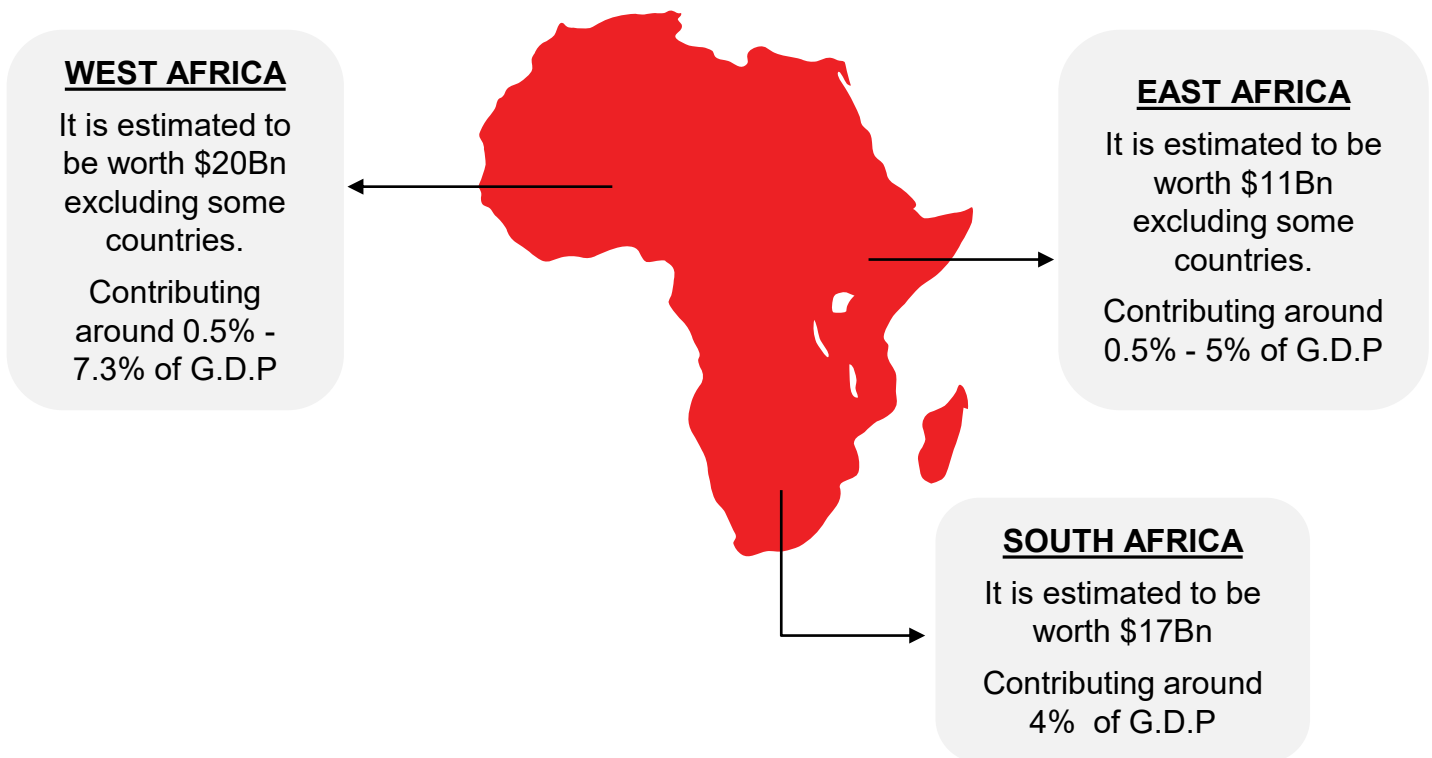 WEST AFRICA
It is estimated to
be worth $20Bn
excluding some
countries.
Contributing
around 0.5% -
7.3% of G.D.P
EAST AFRICA
It is estimated to be
worth $11Bn
excluding some
countries.
Contributing around
0.5% - 5% of G.D.P
SOUTH AFRICA
It is estimated to be
worth $17Bn
Contributing around
4%  of G.D.P